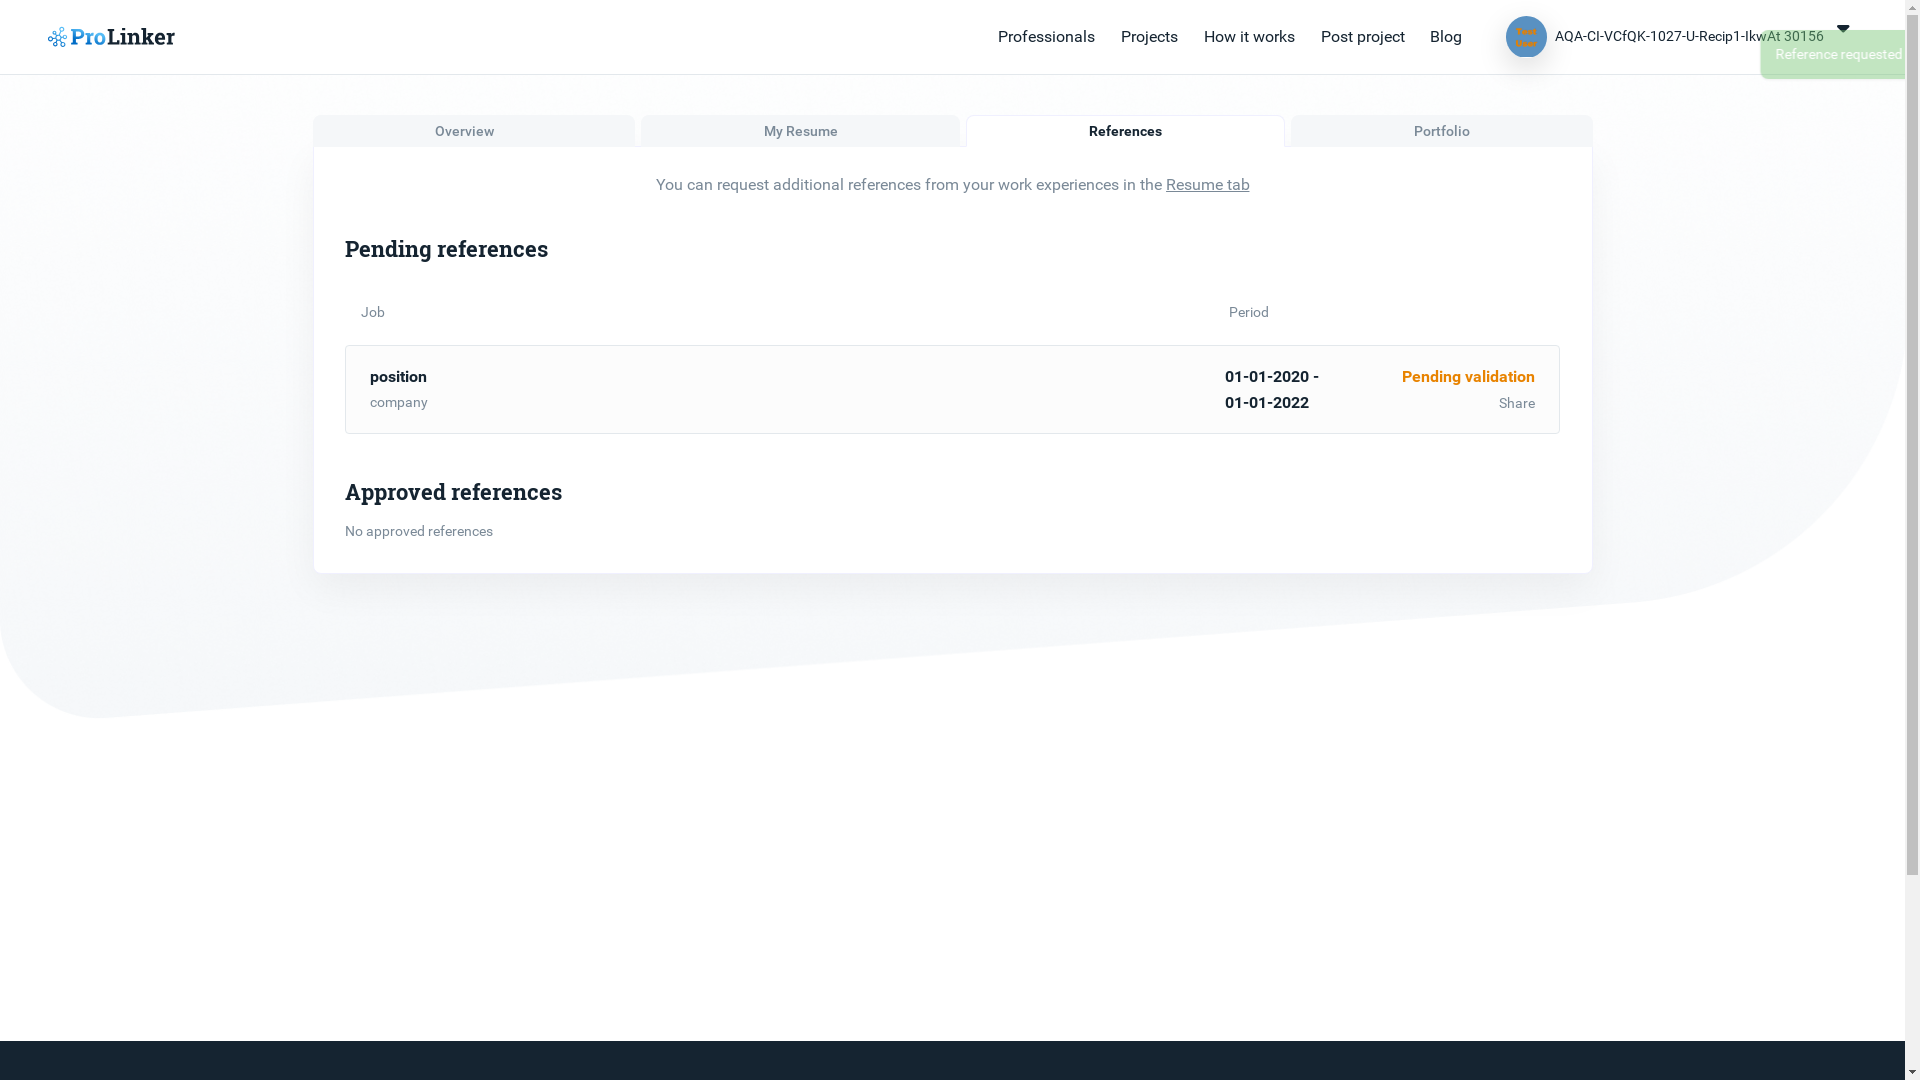 ProLinker
Professionals
Projects
How it works
Post project
Blog
Test User
AQA-CI-VCfQK-1027-U-Recip1-IkwAt 30156
Reference requested
Overview
My Resume
References
Portfolio
You can request additional references from your work experiences in the Resume tab
Pending references
Job
Period
position
01-01-2020 -
Pending validation
company
01-01-2022
Share
Approved references
No approved references